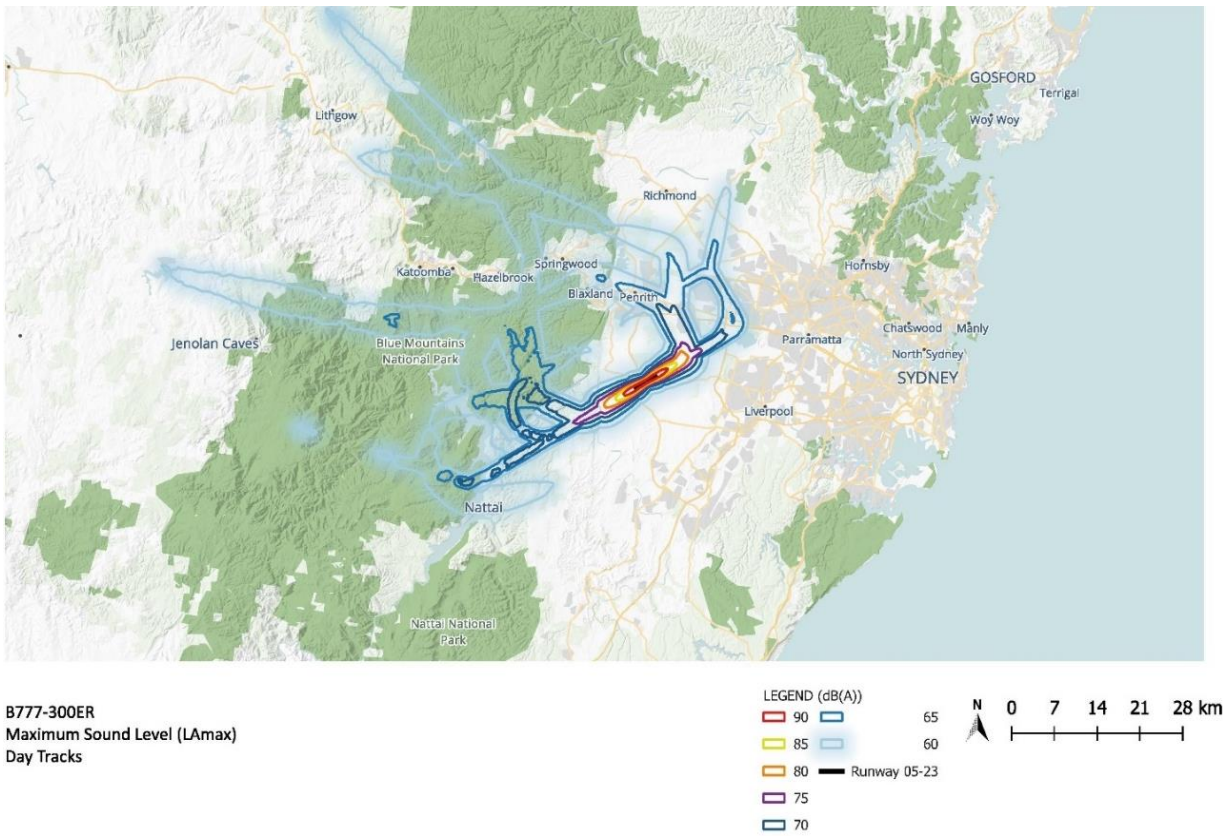 GOSFORD
Terrigal
Woy Woy
Lithgow
Richmond
Hornsby
Springwood
Katoomba
Hazelbrook
Blaxland
Penrith
Chatswood
Manly
Parramatta
Jenolan Caves
Blue Mountains
National Park
North Sydney
SYDNEY
Liverpool
Nattai
Nattai National
Park
B777-300ER
Maximum Sound Level (LAmax)
Day Tracks
LEGEND (dB(A))
90 65
85 60
80 Runway 05-23
75
70
N 0 7 14 21 28 km